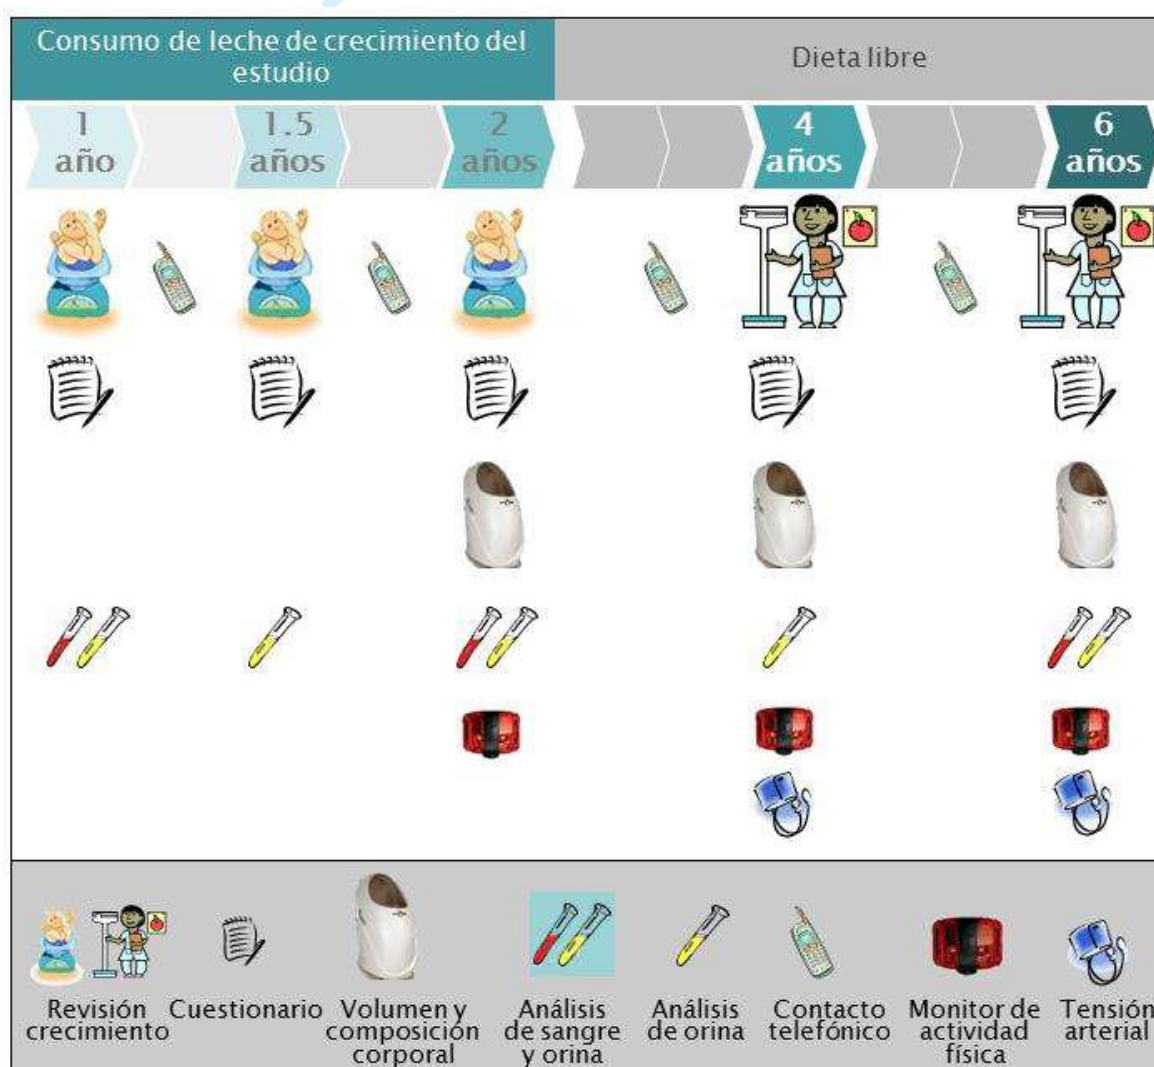 Consumo de leche de crecimiento del
estudio
Dieta libre
1
año
1.5
años
2
años
4
años
6
años
Revisión
crecimiento
Cuestionario
Volumen y
composición
corporal
Análisis
de sangre
y orina
Análisis
de orina
Contacto
telefónico
Monitor de
actividad
física
Tensión
arterial